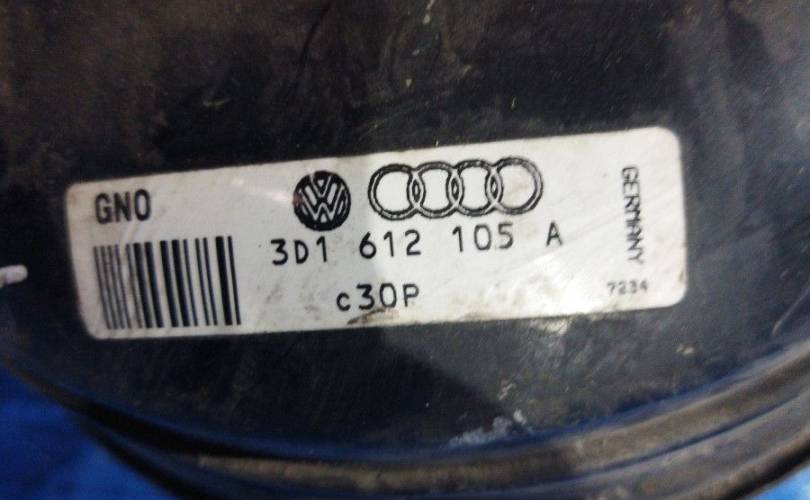 GNO
3D1 612 105 A
c30P
GERMANY
7234